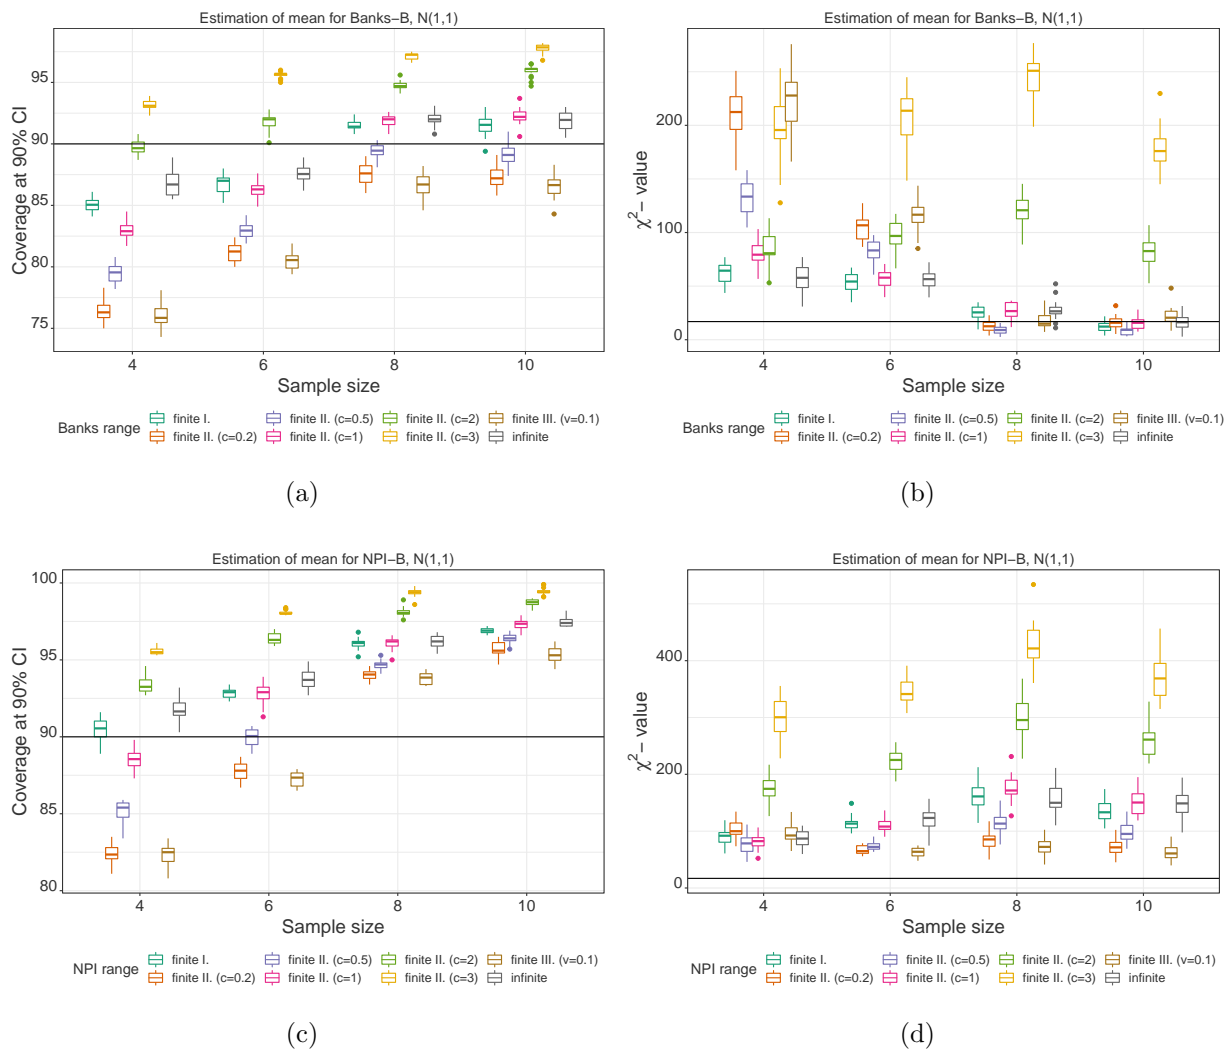 Estimation of mean for Banks−B, N(1,1)
Coverage at 90% CI
95
90
85
80
75
4 6 8 10
Sample size
Banks range
finite I. finite II. (c=0.5) finite II. (c=2) finite III. (v=0.1)
finite II. (c=0.2) finite II. (c=1) finite II. (c=3) infinite
(a)
Estimation of mean for Banks−B, N(1,1)
χ²− value
200
100
0
4 6 8 10
Sample size
Banks range
finite I. finite II. (c=0.5) finite II. (c=2) finite III. (v=0.1)
finite II. (c=0.2) finite II. (c=1) finite II. (c=3) infinite
(b)
Estimation of mean for NPI−B, N(1,1)
Coverage at 90% CI
100
95
90
85
80
4 6 8 10
Sample size
NPI range
finite I. finite II. (c=0.5) finite II. (c=2) finite III. (v=0.1)
finite II. (c=0.2) finite II. (c=1) finite II. (c=3) infinite
(c)
Estimation of mean for NPI−B, N(1,1)
χ²− value
400
200
0
4 6 8 10
Sample size
NPI range
finite I. finite II. (c=0.5) finite II. (c=2) finite III. (v=0.1)
finite II. (c=0.2) finite II. (c=1) finite II. (c=3) infinite
(d)